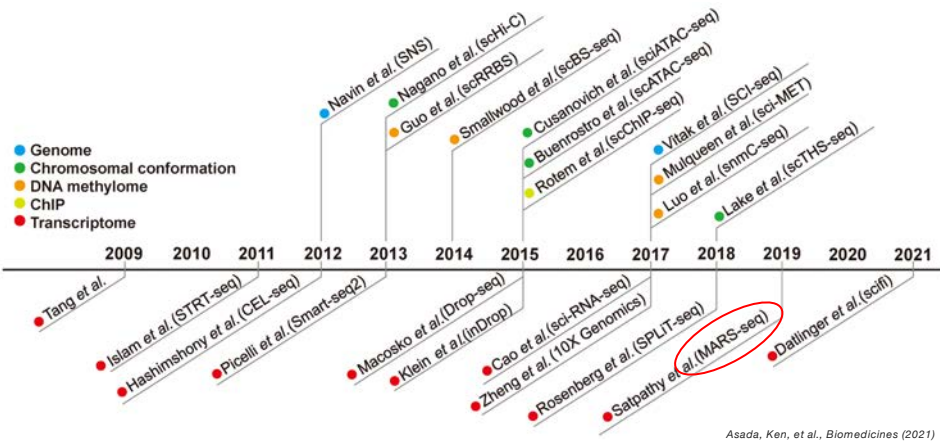 Navin et al.(SNS)
Nagano et al.(scHi-C)
Guo et al.(scRRBS)
Smallwood et al.(scBS-seq)
Cusanovich et al.(sciATAC-seq)
Buenrostro et al.(scATAC-seq)
Rotem et al.(scChIP-seq)
Vitak et al.(SCI-seq)
Mulqueen et al.(sci-MET)
Luo et al.(snmC-seq)
Lake et al.(scTHS-seq)
Genome
Chromosomal conformation
DNA methylome
ChIP
Transcriptome
2009 2010 2011 2012 2013 2014 2015 2016 2017 2018 2019 2020 2021
Tang et al.
Islam et al.(STRT-seq)
Hashimshony et al.(CEL-seq)
Picelli et al.(Smart-seq2)
Macosko et al.(Drop-seq)
Klein et al.(inDrop)
Cao et al.(sci-RNA-seq)
Zheng et al.(10X Genomics)
Rosenberg et al.(SPLiT-seq)
Satpathy et al.(MARS-seq)
Datlinger et al.(scifi)
Asada, Ken, et al., Biomedicines (2021)